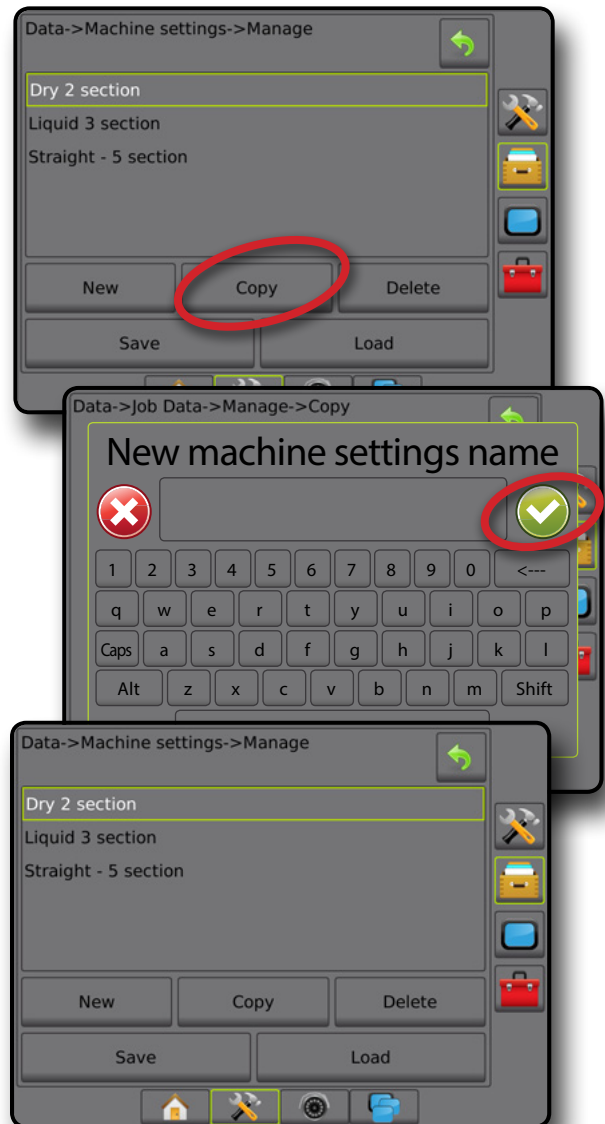 Data->Machine settings->Manage
Dry 2 section
Liquid 3 section
Straight - 5 section
New Copy Delete
Save Load
Data->Job Data->Manage->Copy
New machine settings name
1 2 3 4 5 6 7 8 9 0 <---
q w e r t y u i o p
Caps a s d f g h j k l
Alt z x c v b n m Shift
Data->Machine settings->Manage
Dry 2 section
Liquid 3 section
Straight - 5 section
New Copy Delete
Save Load